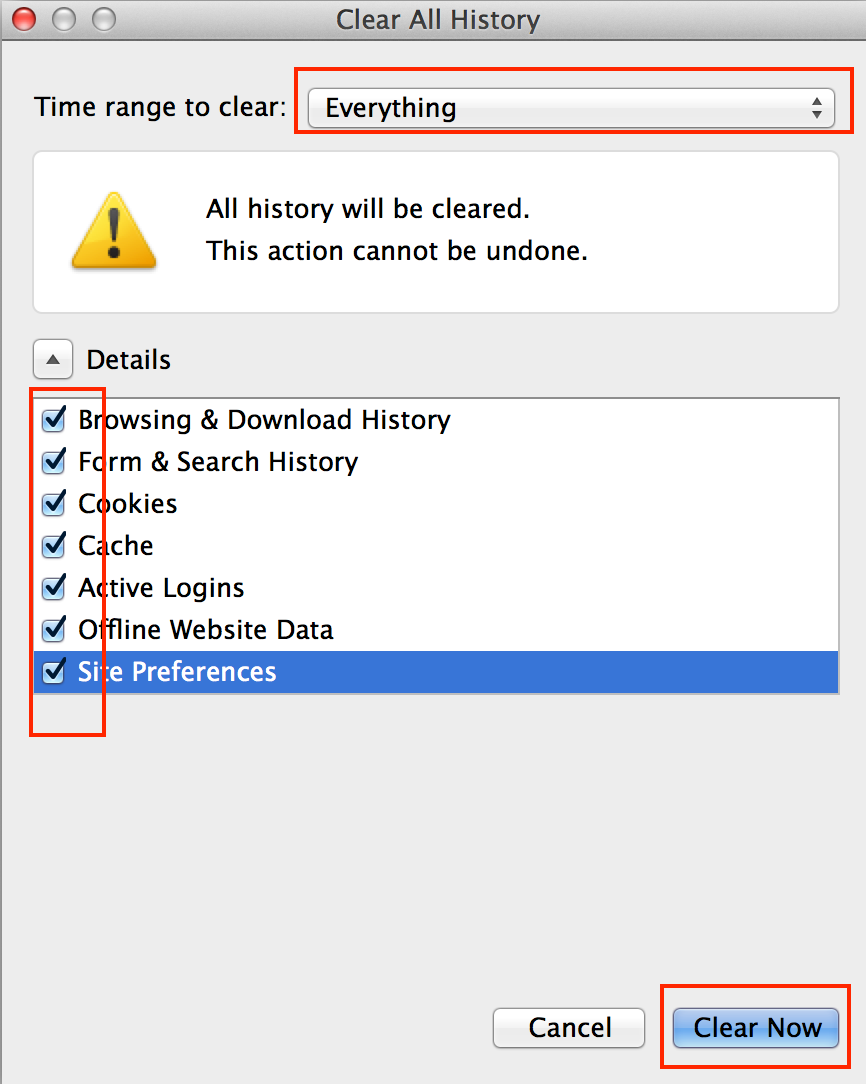 Clear All History
Time range to clear: Everything
All history will be cleared.
This action cannot be undone.
Details
Browsing & Download History
Form & Search History
Cookies
Cache
Active Logins
Offline Website Data
Site Preferences
Cancel Clear Now